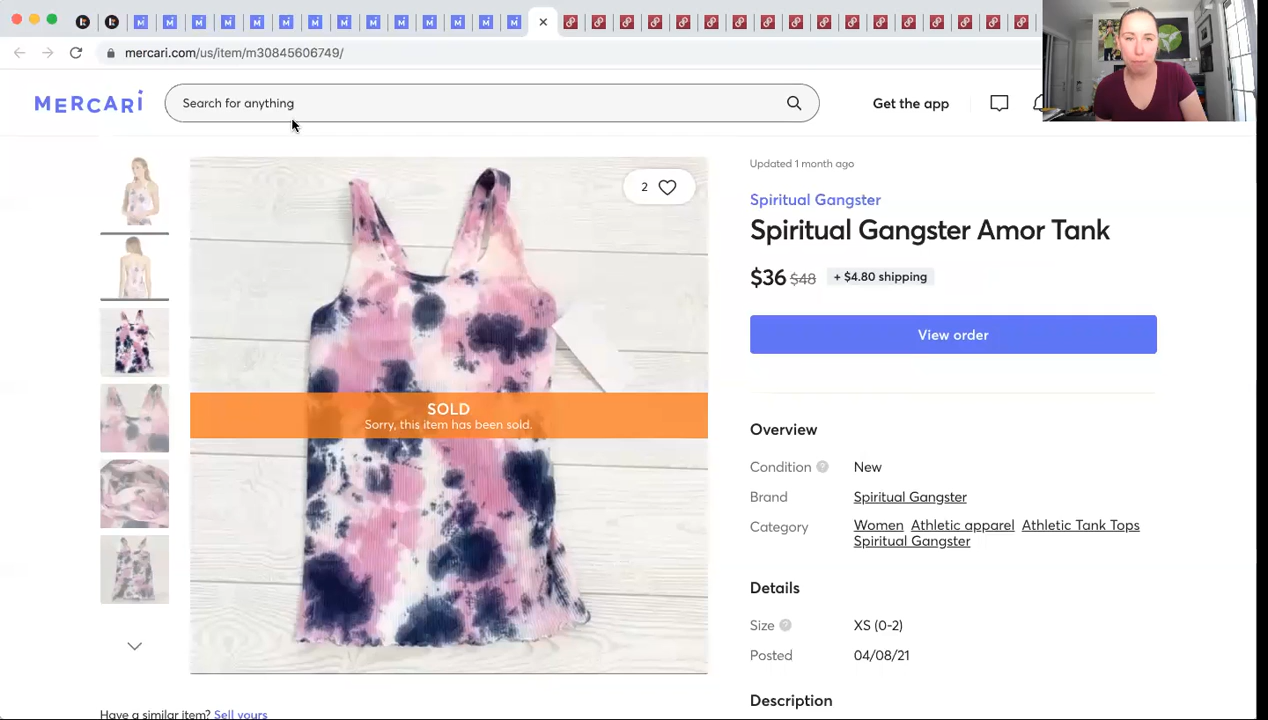 mercari.com/us/item/m30845606749/
MERCARI
Search for anything
Get the app
Updated 1 month ago
2
Spiritual Gangster
Spiritual Gangster Amor Tank
$36 $48 + $4.80 shipping
View order
SOLD
Sorry, this item has been sold.
Overview
Condition ? New
Brand Spiritual Gangster
Category Women Athletic apparel Athletic Tank Tops
Spiritual Gangster
Details
Size ? XS (0-2)
Posted 04/08/21
Description
Have a similar item? Sell yours